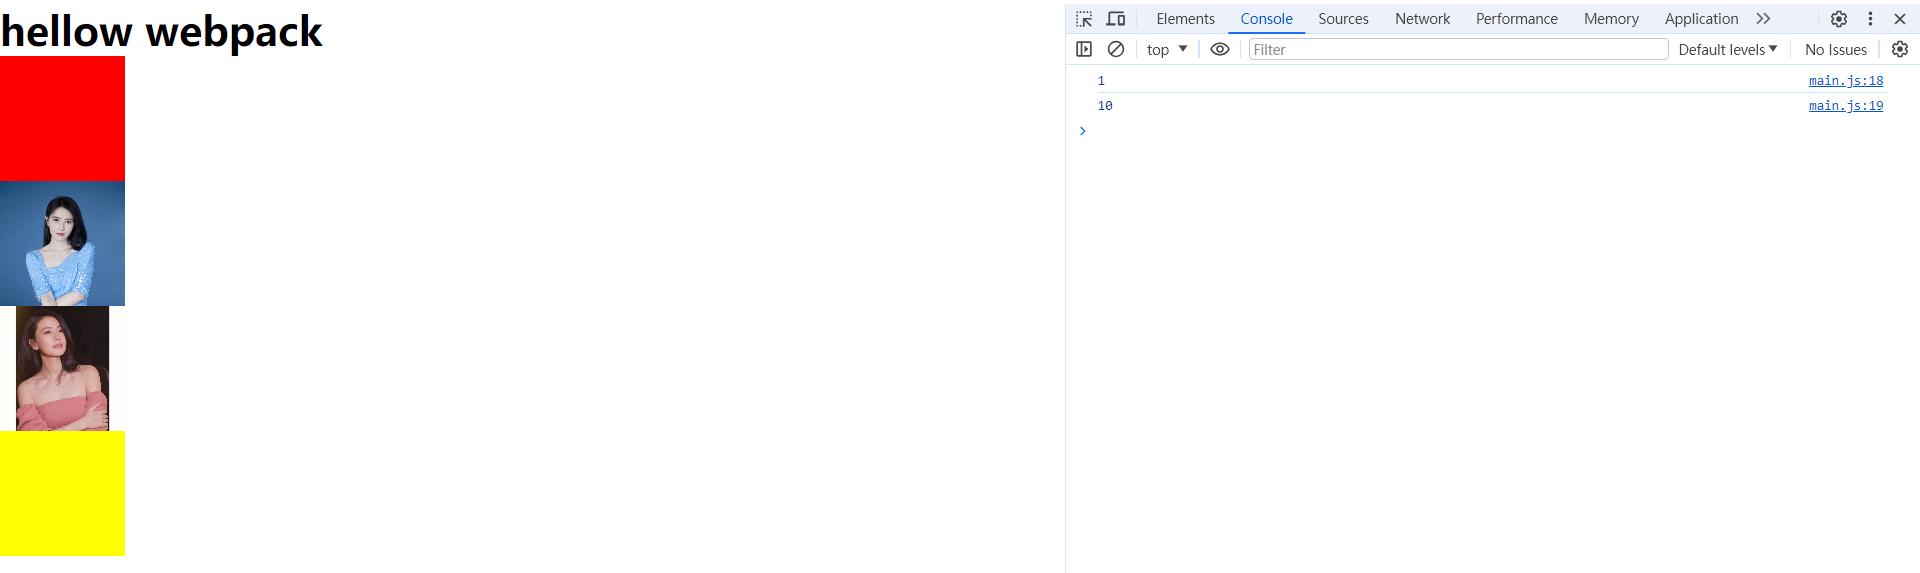 hellow webpack
Elements Console Sources Network Performance Memory Application
top Filter Default levels No Issues
1 main.js:18
10 main.js:19